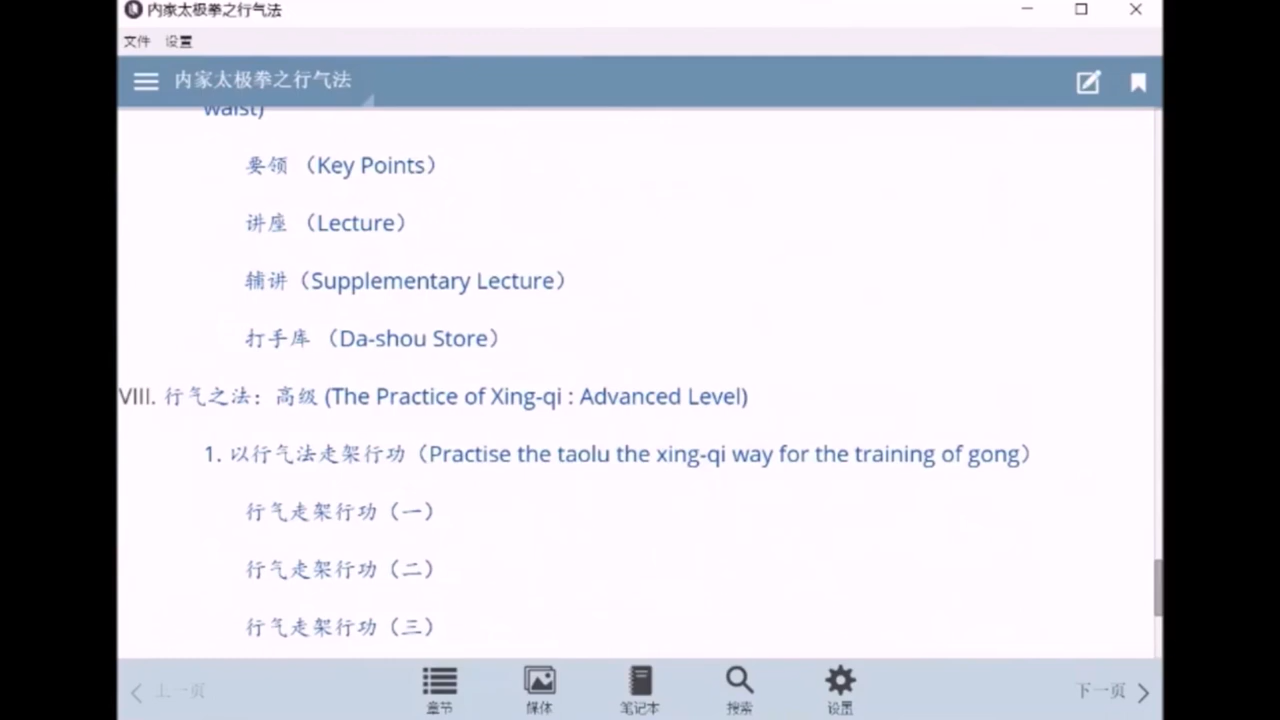 内家太极拳之行气法
文件 设置
内家太极拳之行气法
waist)
要领 （Key Points）
讲座 （Lecture）
辅讲（Supplementary Lecture）
打手库 （Da-shou Store）
VIII. 行气之法：高级 (The Practice of Xing-qi : Advanced Level)
1. 以行气法走架行功（Practise the taolu the xing-qi way for the training of gong）
行气走架行功（一）
行气走架行功（二）
行气走架行功（三）
上一页 章节 媒体 笔记本 搜索 设置 下一页